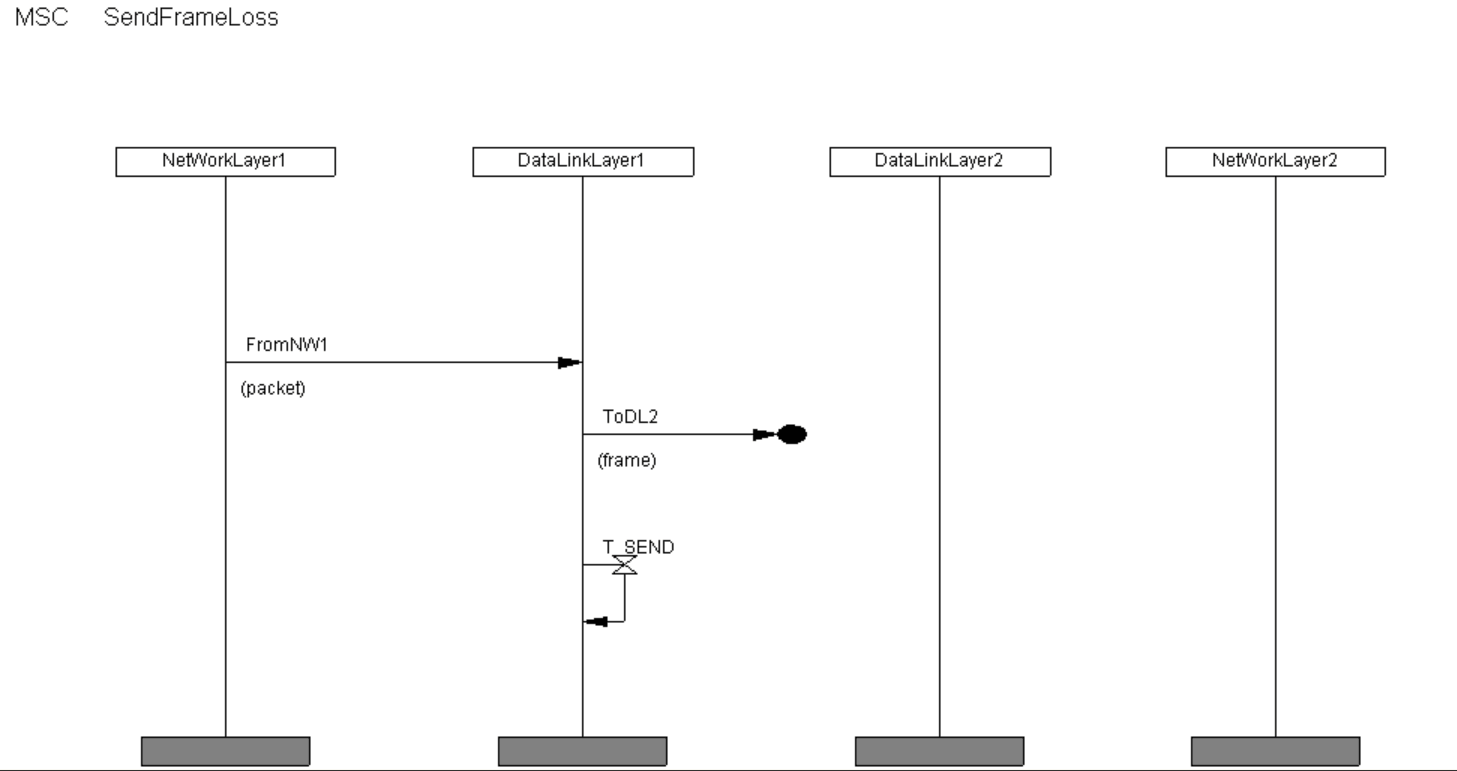 MSC SendFrameLoss
NetWorkLayer1 DataLinkLayer1 DataLinkLayer2 NetWorkLayer2
FromNW1
(packet)
ToDL2
(frame)
T_SEND